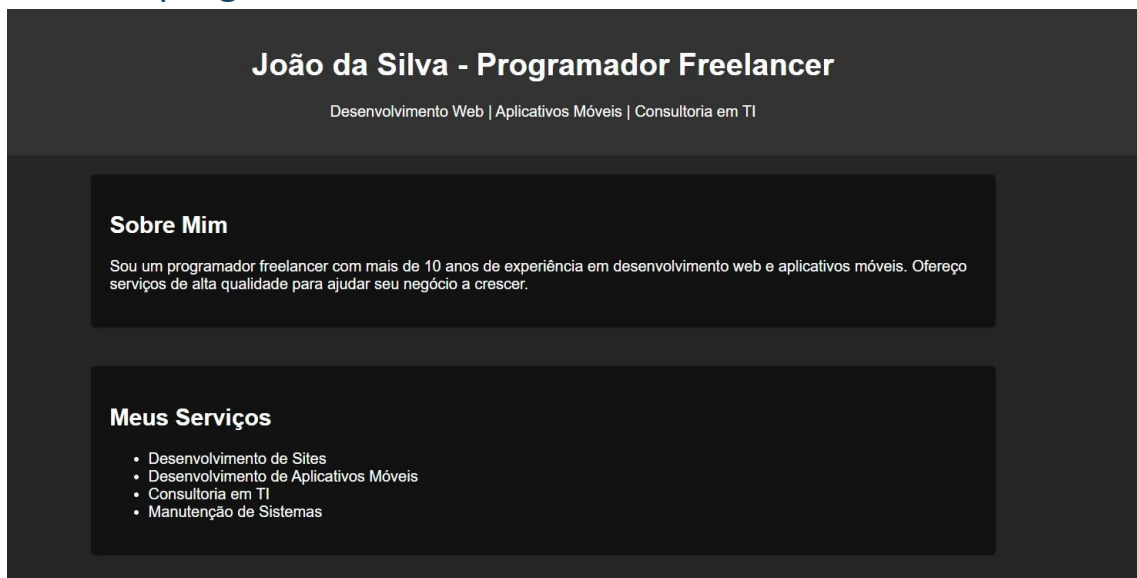 João da Silva - Programador Freelancer
Desenvolvimento Web | Aplicativos Móveis | Consultoria em TI
Sobre Mim
Sou um programador freelancer com mais de 10 anos de experiência em desenvolvimento web e aplicativos móveis. Ofereço
serviços de alta qualidade para ajudar seu negócio a crescer.
Meus Serviços
• Desenvolvimento de Sites
• Desenvolvimento de Aplicativos Móveis
• Consultoria em TI
• Manutenção de Sistemas